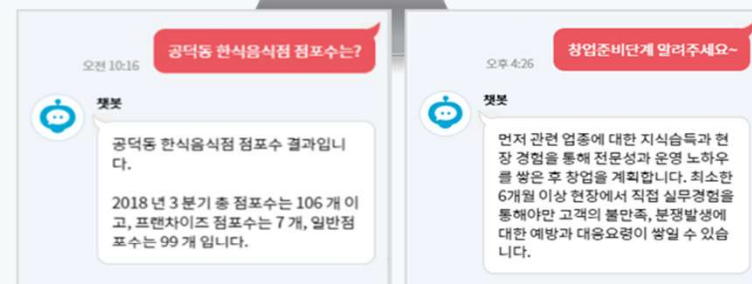 공덕동 한식음식점 점포수는?
오전 10:16
챗봇
공덕동 한식음식점 점포수 결과입니
다.
2018 년 3 분기 총 점포수는 106 개 이
고, 프랜차이즈 점포수는 7 개, 일반점
포수는 99 개 입니다.
창업준비단계 알려주세요~
오후 4:26
챗봇
먼저 관련 업종에 대한 지식습득과 현
장 경험을 통해 전문성과 운영 노하우
를 쌓은 후 창업을 계획합니다. 최소한
6개월 이상 현장에서 직접 실무경험을
통해야만 고객의 불만족, 분쟁발생에
대한 예방과 대응요령이 쌓일 수 있습
니다.